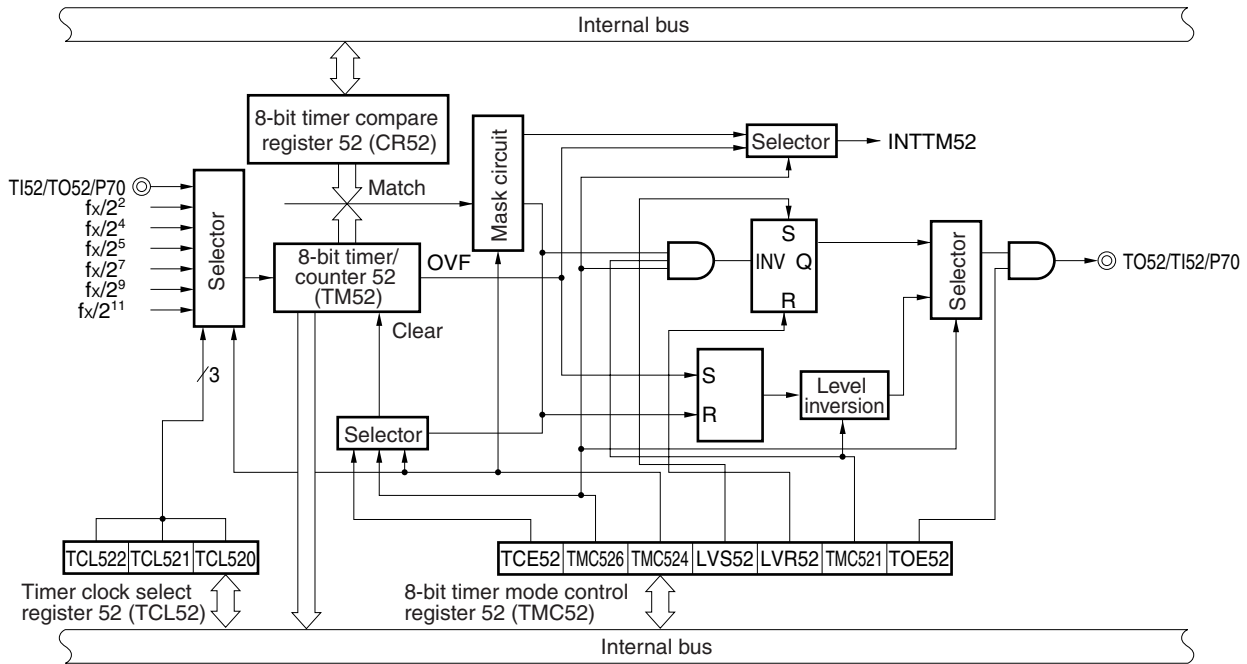 Internal bus
8-bit timer compare
register 52 (CR52)
Mask circuit
Selector
INTTM52
TI52/TO52/P70
Match
fx/2²
fx/2⁴
fx/2⁵
fx/2⁷
fx/2⁹
fx/2¹¹
Selector
8-bit timer/
counter 52
(TM52)
OVF
Clear
S
INV Q
R
Selector
TO52/TI52/P70
3
S
R
Level
inversion
Selector
TCL522 TCL521 TCL520
TCE52 TMC526 TMC524 LVS52 LVR52 TMC521 TOE52
Timer clock select
register 52 (TCL52)
8-bit timer mode control
register 52 (TMC52)
Internal bus